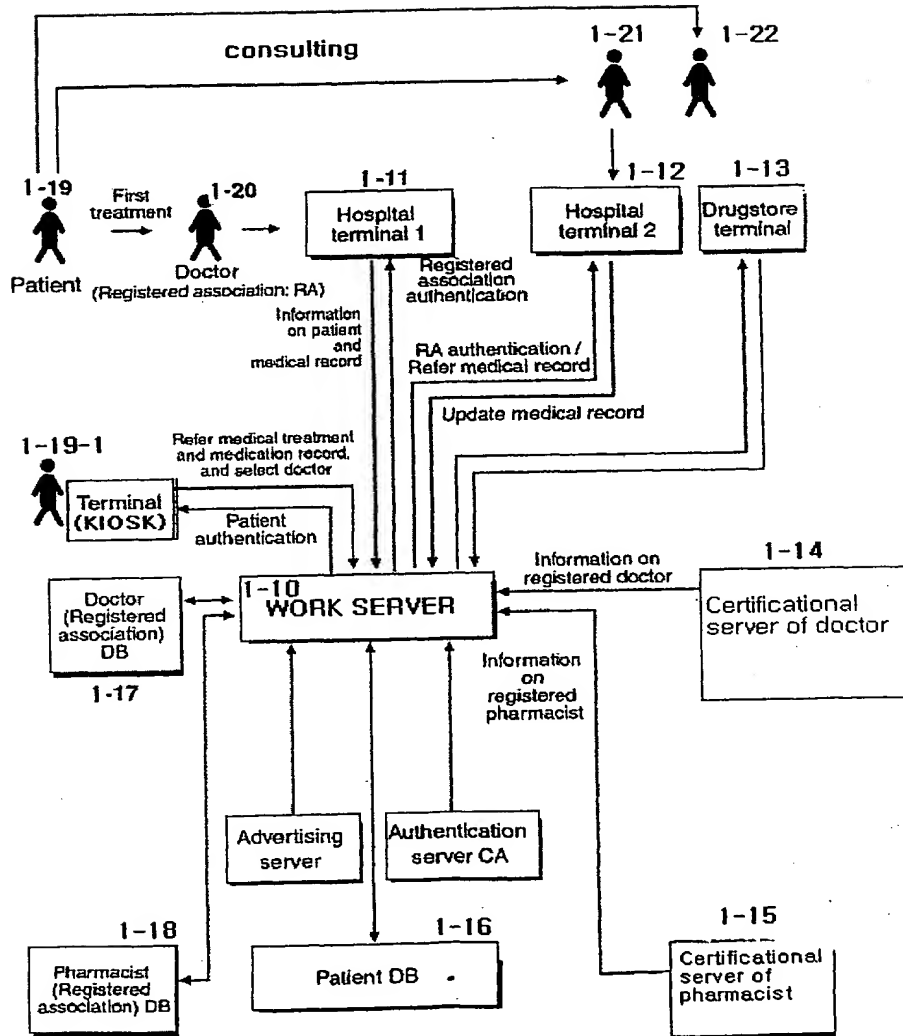 1-21
1-22
consulting
1-19
First
treatment
1-20
1-11
1-12
1-13
Hospital
terminal 1
Hospital
terminal 2
Drugstore
terminal
Patient
Doctor
(Registered association: RA)
Registered
association
authentication
Information
on patient
and
medical record
RA authentication /
Refer medical record
Update medical record
1-19-1
Refer medical treatment
and medication record,
and select doctor
Terminal
(KIOSK)
Patient
authentication
Information on
registered doctor
1-14
Certificational
server of doctor
1-10
WORK SERVER
Doctor
(Registered
association)
DB
1-17
Information
on
registered
pharmacist
Advertising
server
Authentication
server CA
1-18
1-16
1-15
Pharmacist
(Registered
association) DB
Patient DB
Certificational
server of
pharmacist